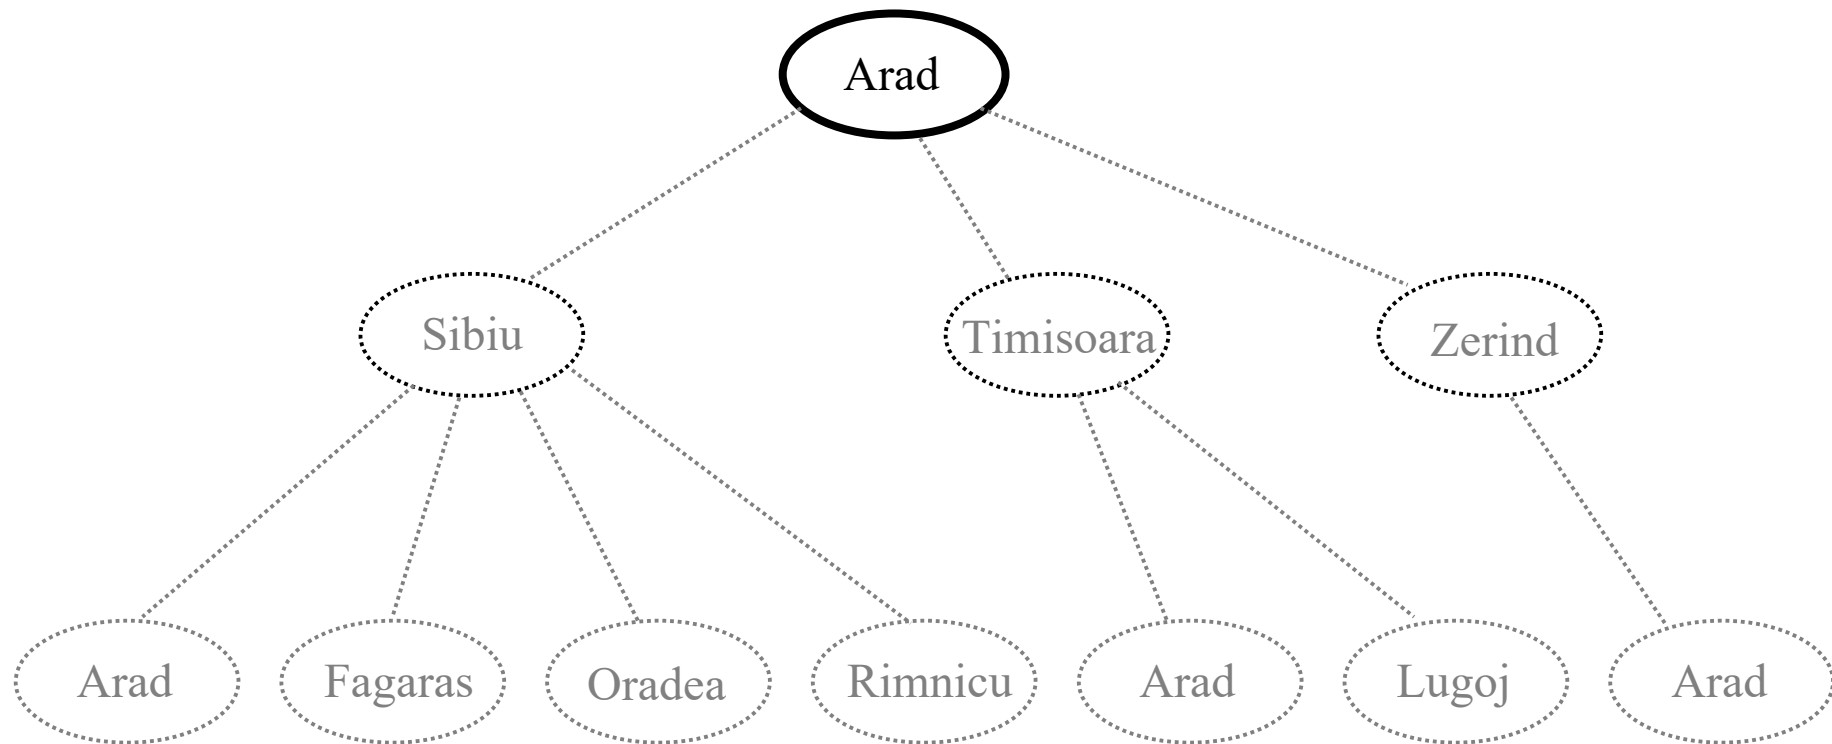 Arad
Sibiu
Timisoara
Zerind
Arad
Fagaras
Oradea
Rimnicu
Arad
Lugoj
Arad